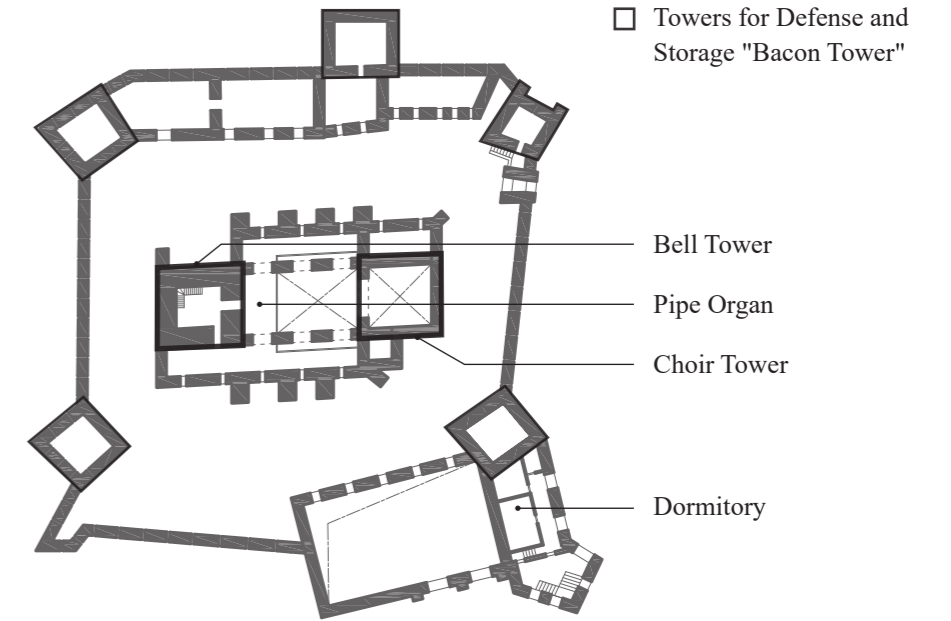 Towers for Defense and
Storage "Bacon Tower"
Bell Tower
Pipe Organ
Choir Tower
Dormitory